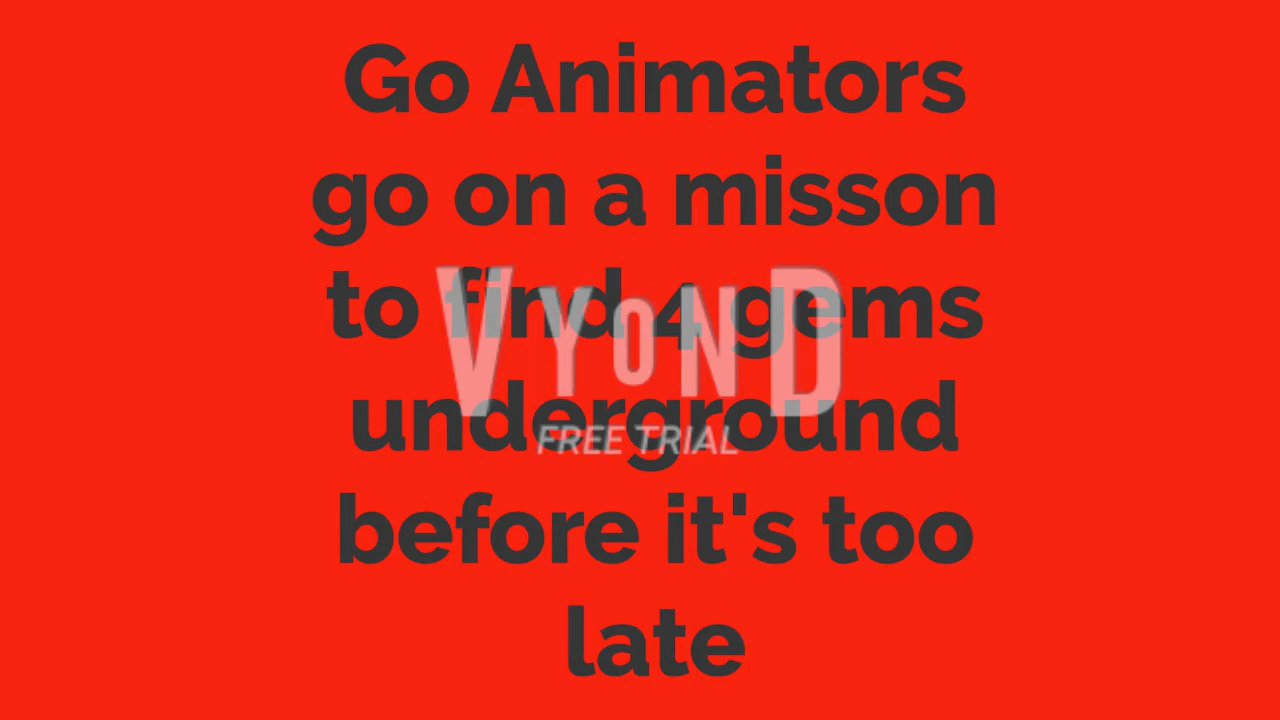 Go Animators
go on a misson
to find 4 gems
VYOND
underground
FREE TRIAL
before it's too
late